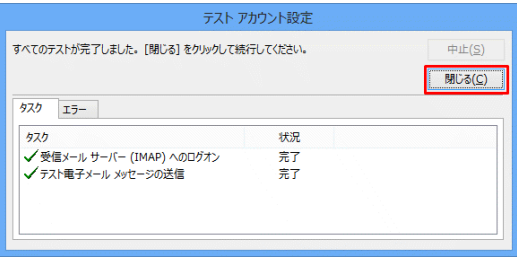 テスト アカウント設定
すべてのテストが完了しました。[閉じる] をクリックして続行してください。
中止(S)
閉じる(C)
タスク エラー
タスク 状況
受信メール サーバー (IMAP) へのログオン 完了
テスト電子メール メッセージの送信 完了